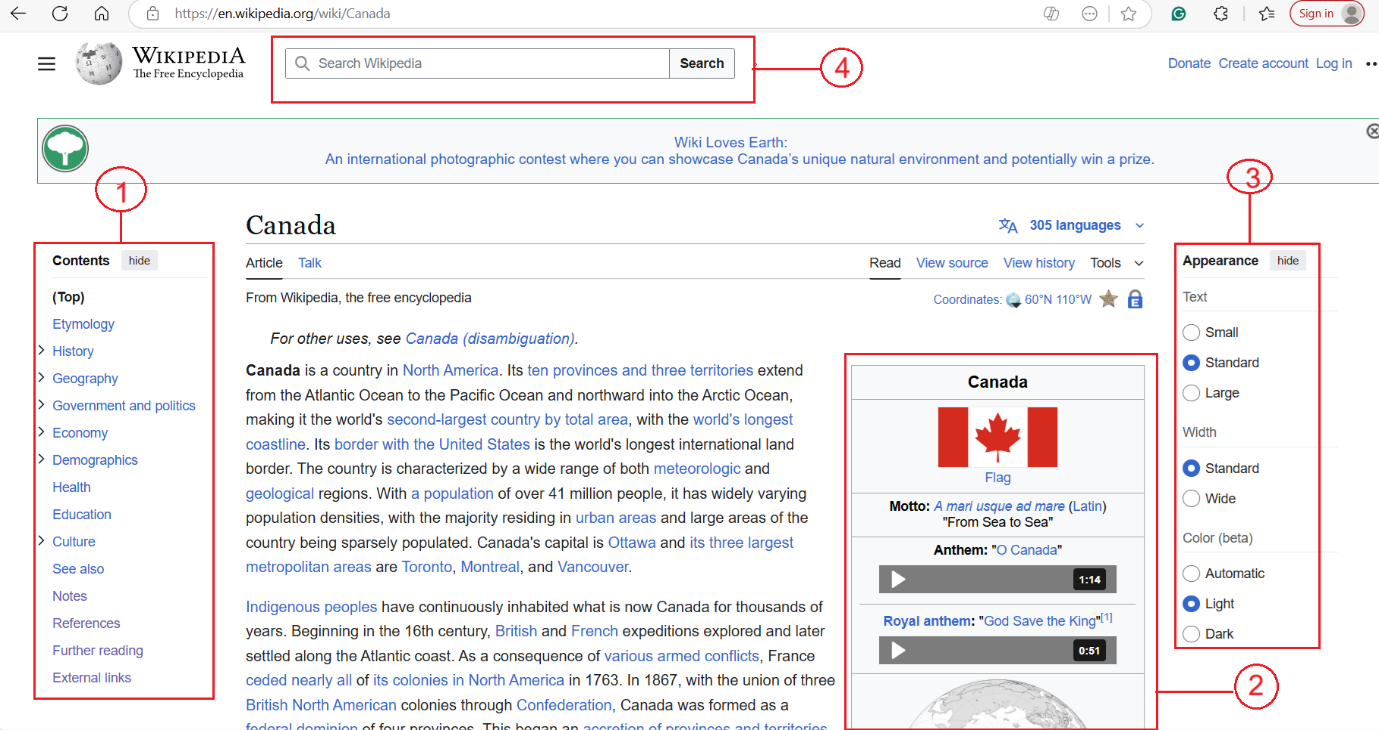 https://en.wikipedia.org/wiki/Canada
Sign in
WIKIPEDIA
The Free Encyclopedia
Search Wikipedia
Search
4
Donate Create account Log in
Wiki Loves Earth:
An international photographic contest where you can showcase Canada's unique natural environment and potentially win a prize.
1
Contents hide
(Top)
Etymology
History
Geography
Government and politics
Economy
Demographics
Health
Education
Culture
See also
Notes
References
Further reading
External links
Canada
305 languages
Article Talk
Read View source View history Tools
From Wikipedia, the free encyclopedia
Coordinates: 60°N 110°W
E
For other uses, see Canada (disambiguation).
Canada is a country in North America. Its ten provinces and three territories extend
from the Atlantic Ocean to the Pacific Ocean and northward into the Arctic Ocean,
making it the world's second-largest country by total area, with the world's longest
coastline. Its border with the United States is the world's longest international land
border. The country is characterized by a wide range of both meteorologic and
geological regions. With a population of over 41 million people, it has widely varying
population densities, with the majority residing in urban areas and large areas of the
country being sparsely populated. Canada's capital is Ottawa and its three largest
metropolitan areas are Toronto, Montreal, and Vancouver.
Indigenous peoples have continuously inhabited what is now Canada for thousands of
years. Beginning in the 16th century, British and French expeditions explored and later
settled along the Atlantic coast. As a consequence of various armed conflicts, France
ceded nearly all of its colonies in North America in 1763. In 1867, with the union of three
British North American colonies through Confederation, Canada was formed as a
federal dominion of four provinces. This began an accretion of provinces and territories
Canada
Flag
Motto: A mari usque ad mare (Latin)
"From Sea to Sea"
Anthem: "O Canada"
1:14
Royal anthem: "God Save the King"[1]
0:51
2
3
Appearance hide
Text
Small
Standard
Large
Width
Standard
Wide
Color (beta)
Automatic
Light
Dark